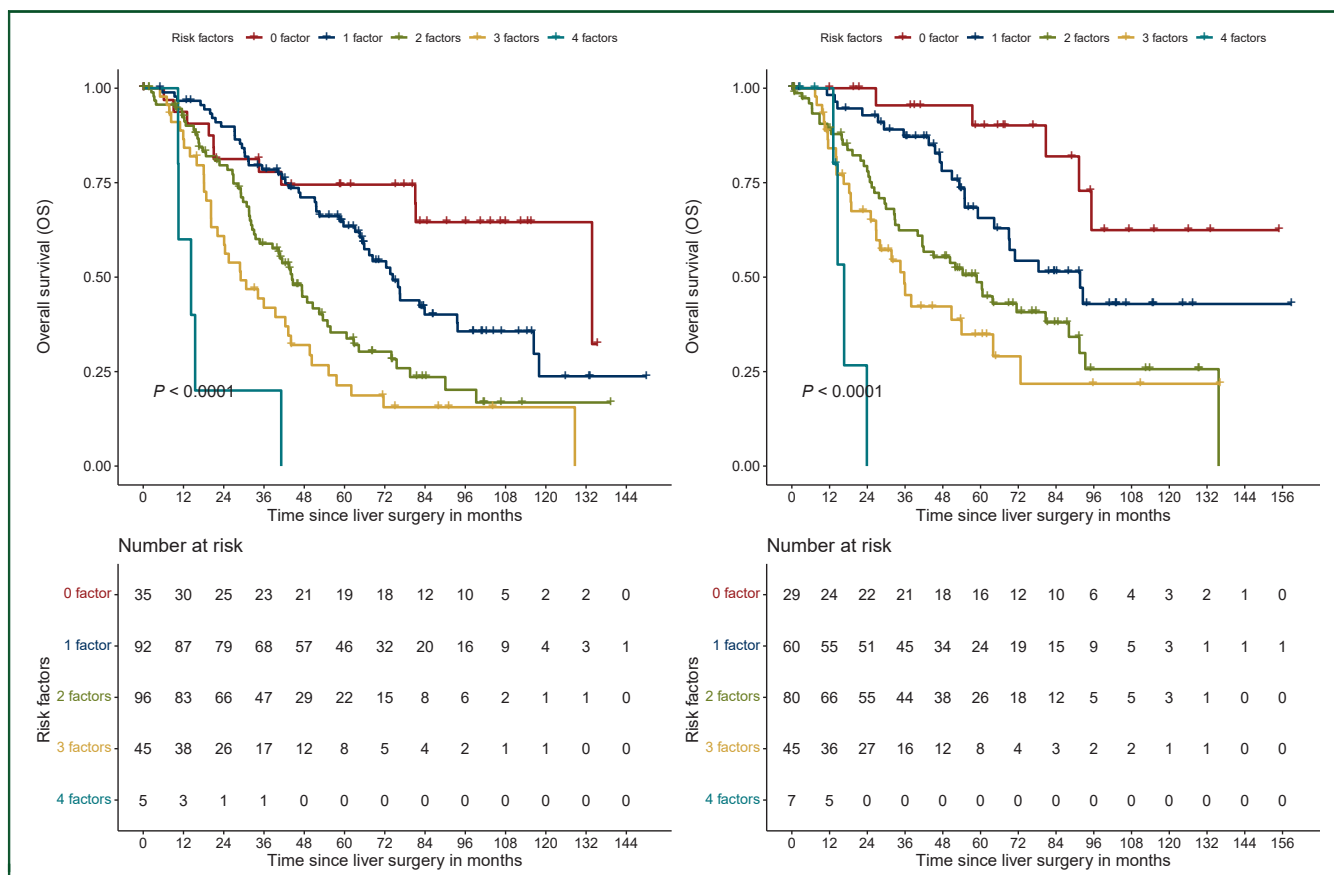 Risk factors 0 factor 1 factor 2 factors 3 factors 4 factors
1.00
0.75
0.50
0.25
0.00
Overall survival (OS)
P < 0.0001
0 12 24 36 48 60 72 84 96 108 120 132 144
Time since liver surgery in months
Number at risk
Risk factors
0 factor 35 30 25 23 21 19 18 12 10 5 2 2 0
1 factor 92 87 79 68 57 46 32 20 16 9 4 3 1
2 factors 96 83 66 47 29 22 15 8 6 2 1 1 0
3 factors 45 38 26 17 12 8 5 4 2 1 1 0 0
4 factors 5 3 1 1 0 0 0 0 0 0 0 0 0
0 12 24 36 48 60 72 84 96 108 120 132 144
Time since liver surgery in months
Risk factors 0 factor 1 factor 2 factors 3 factors 4 factors
1.00
0.75
0.50
0.25
0.00
Overall survival (OS)
P < 0.0001
0 12 24 36 48 60 72 84 96 108 120 132 144 156
Time since liver surgery in months
Number at risk
Risk factors
0 factor 29 24 22 21 18 16 12 10 6 4 3 2 1 0
1 factor 60 55 51 45 34 24 19 15 9 5 3 1 1 1
2 factors 80 66 55 44 38 26 18 12 5 5 3 1 0 0
3 factors 45 36 27 16 12 8 4 3 2 2 1 1 0 0
4 factors 7 5 0 0 0 0 0 0 0 0 0 0 0 0
0 12 24 36 48 60 72 84 96 108 120 132 144 156
Time since liver surgery in months